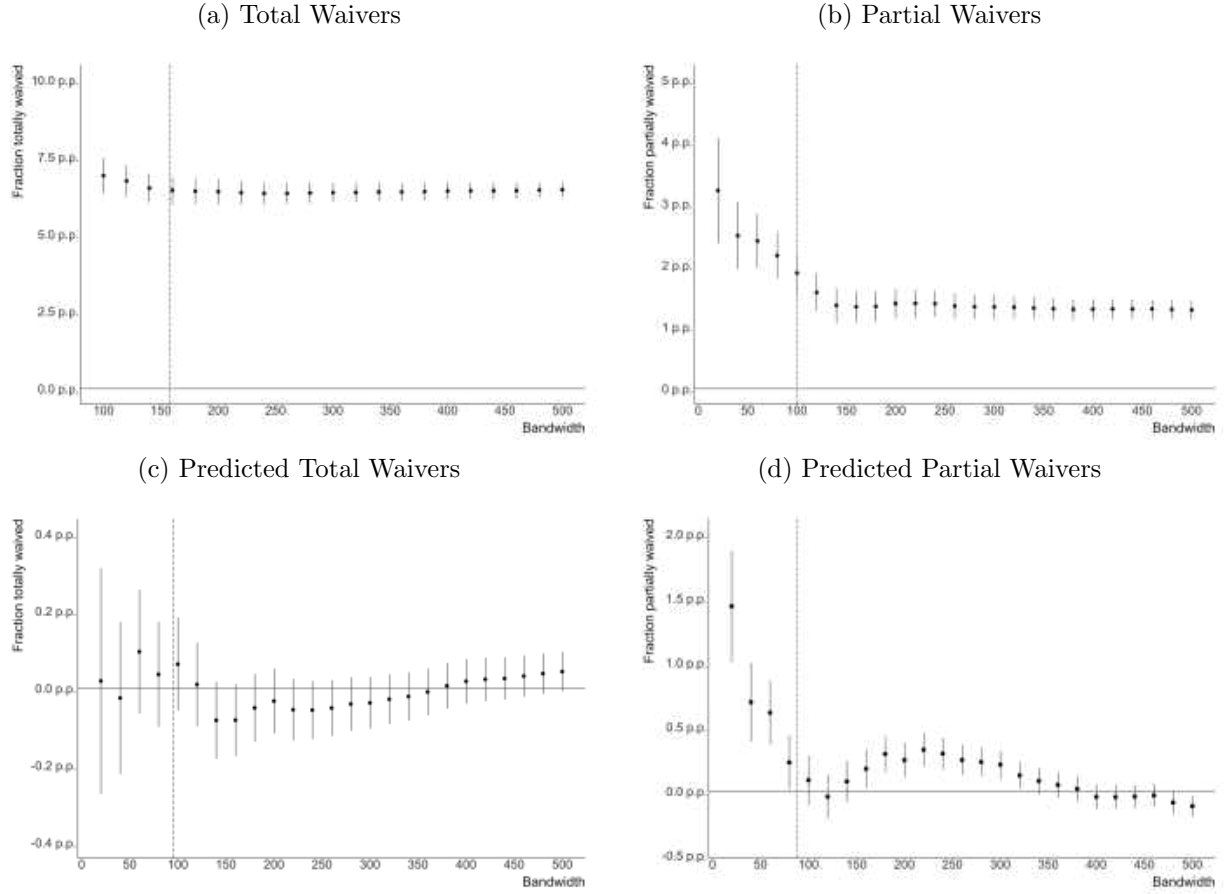 (a) Total Waivers
Fraction totally waived
10.0 p.p.
7.5 p.p.
5.0 p.p.
2.5 p.p.
0.0 p.p.
100 150 200 250 300 350 400 450 500
Bandwidth
(b) Partial Waivers
Fraction partially waived
5 p.p.
4 p.p.
3 p.p.
2 p.p.
1 p.p.
0 p.p.
0 50 100 150 200 250 300 350 400 450 500
Bandwidth
(c) Predicted Total Waivers
Fraction totally waived
0.4 p.p.
0.2 p.p.
0.0 p.p.
-0.2 p.p.
-0.4 p.p.
0 50 100 150 200 250 300 350 400 450 500
Bandwidth
(d) Predicted Partial Waivers
Fraction partially waived
2.0 p.p.
1.5 p.p.
1.0 p.p.
0.5 p.p.
0.0 p.p.
-0.5 p.p.
0 50 100 150 200 250 300 350 400 450 500
Bandwidth